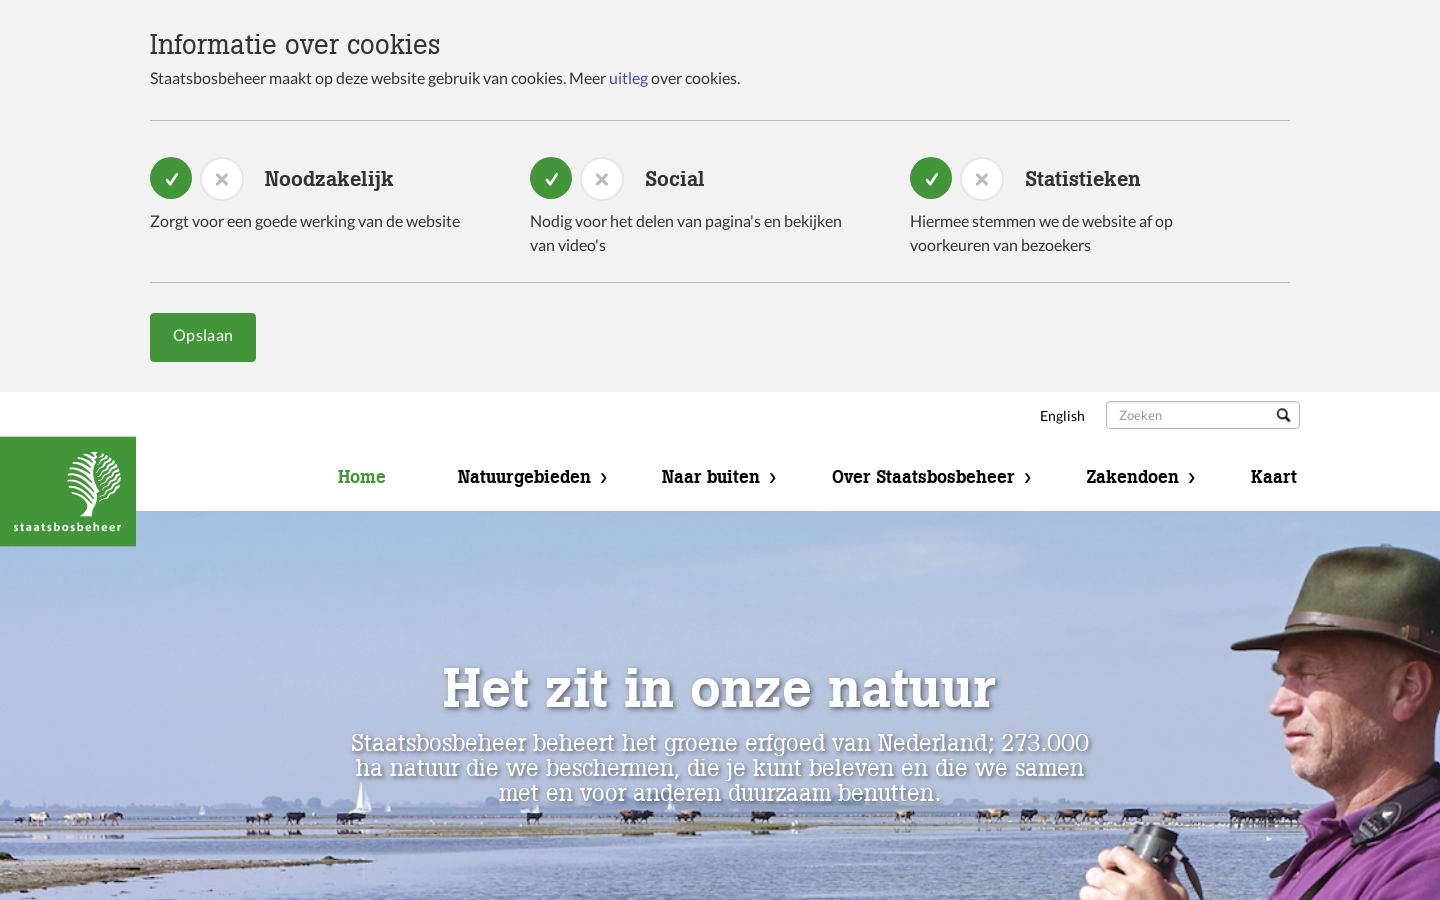 Informatie over cookies
Staatsbosbeheer maakt op deze website gebruik van cookies. Meer uitleg over cookies.
Noodzakelijk
Zorgt voor een goede werking van de website
Social
Nodig voor het delen van pagina's en bekijken
van video's
Statistieken
Hiermee stemmen we de website af op
voorkeuren van bezoekers
Opslaan
English
Zoeken
staatsbosbeheer
Home
Natuurgebieden
Naar buiten
Over Staatsbosbeheer
Zakendoen
Kaart
Het zit in onze natuur
Staatsbosbeheer beheert het groene erfgoed van Nederland; 273.000
ha natuur die we beschermen, die je kunt beleven en die we samen
met en voor anderen duurzaam benutten.